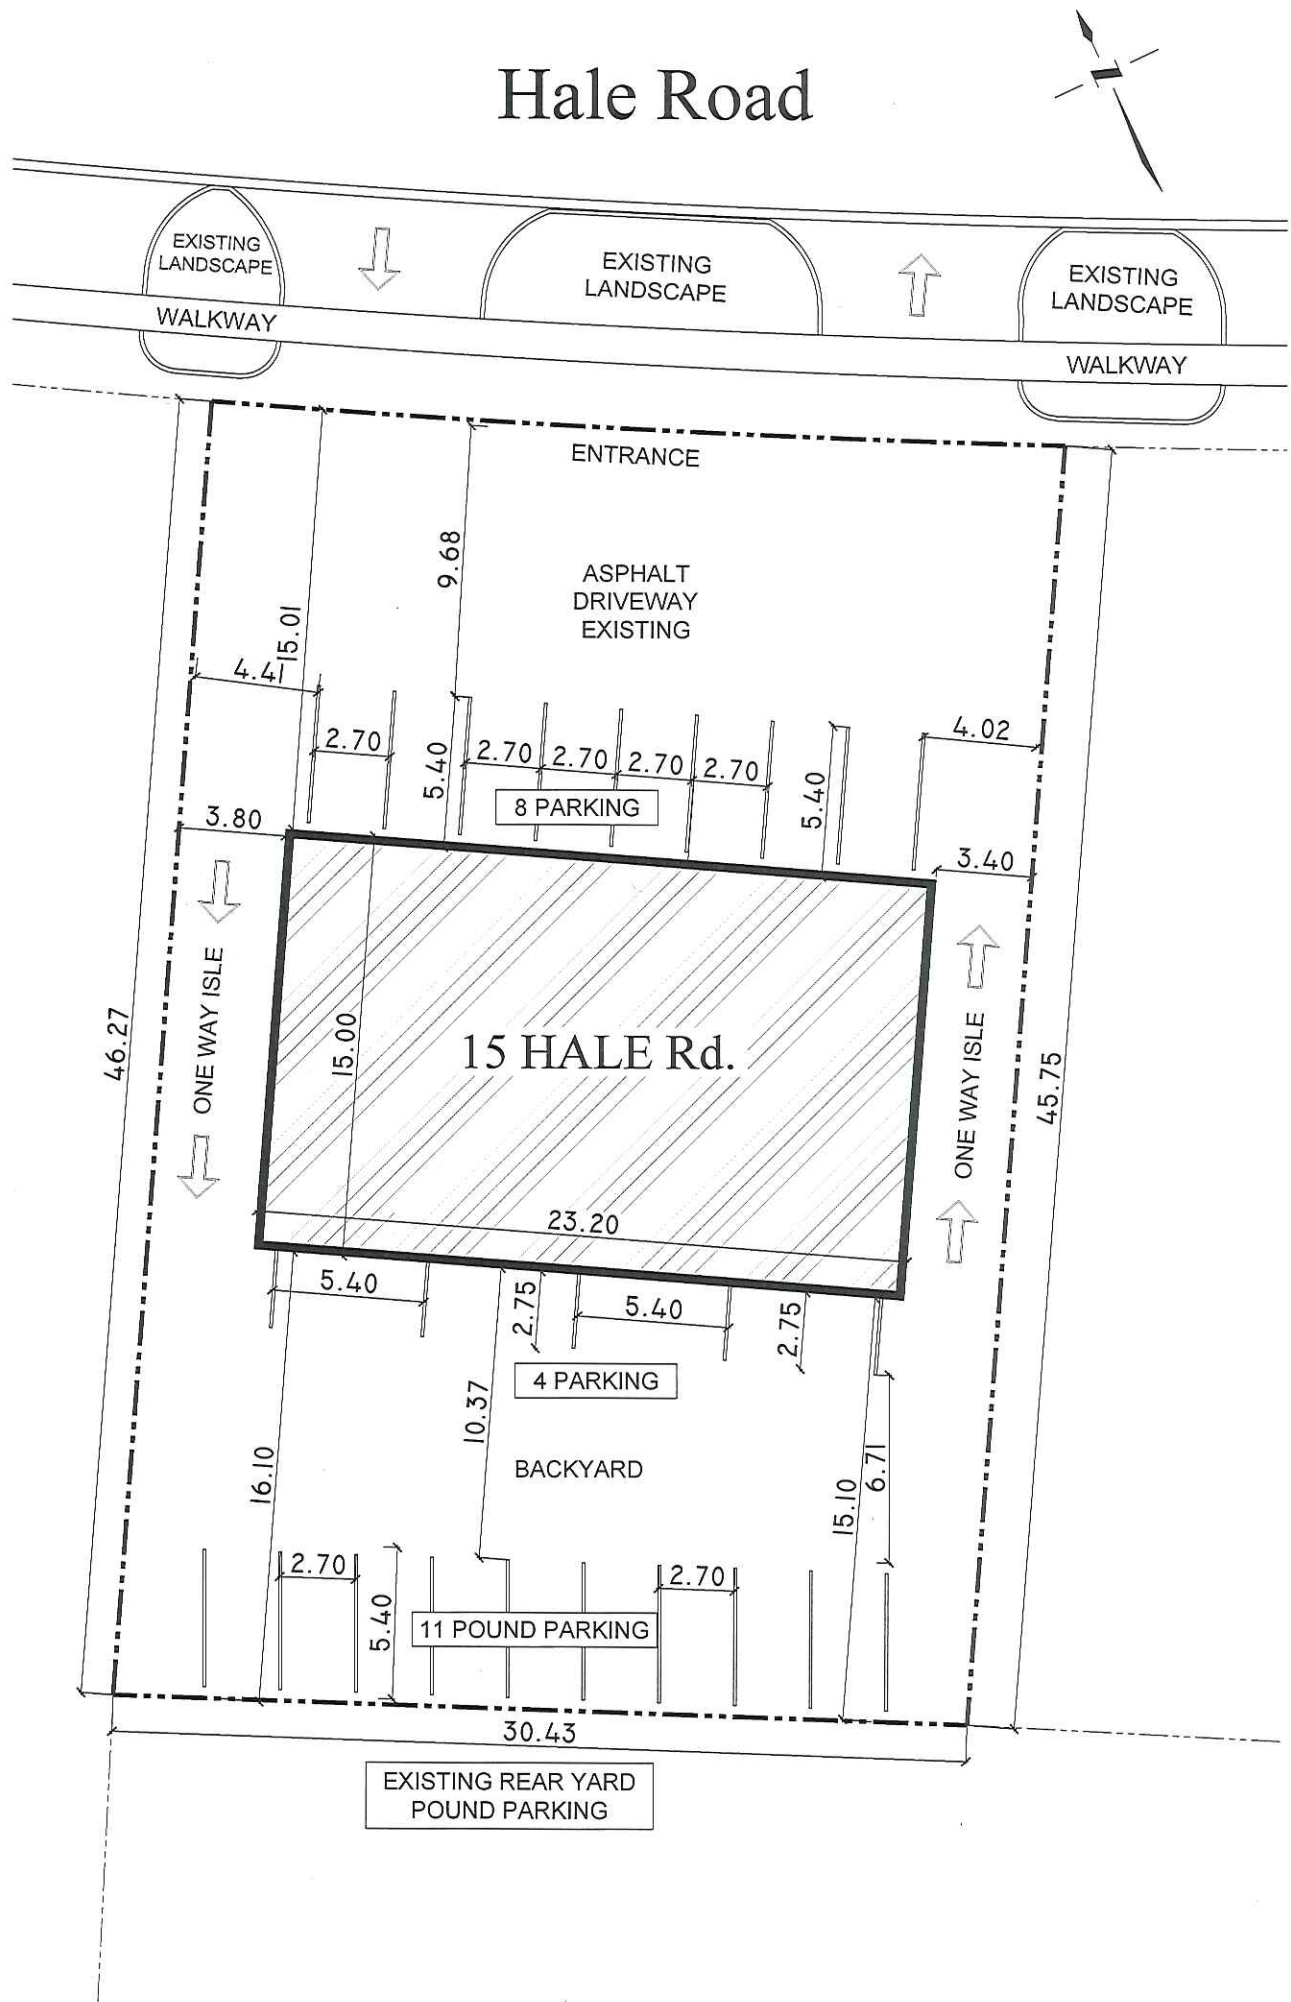 Hale Road
N
EXISTING
LANDSCAPE
EXISTING
LANDSCAPE
EXISTING
LANDSCAPE
WALKWAY
WALKWAY
ENTRANCE
9.68
ASPHALT
DRIVEWAY
EXISTING
15.01
4.41
2.70
5.40
2.70
2.70
2.70
2.70
5.40
4.02
8 PARKING
3.80
3.40
ONE WAY ISLE
46.27
15.00
15 HALE Rd.
ONE WAY ISLE
45.75
23.20
5.40
2.75
5.40
2.75
4 PARKING
10.37
16.10
BACKYARD
15.10
6.71
2.70
5.40
2.70
11 POUND PARKING
30.43
EXISTING REAR YARD
POUND PARKING